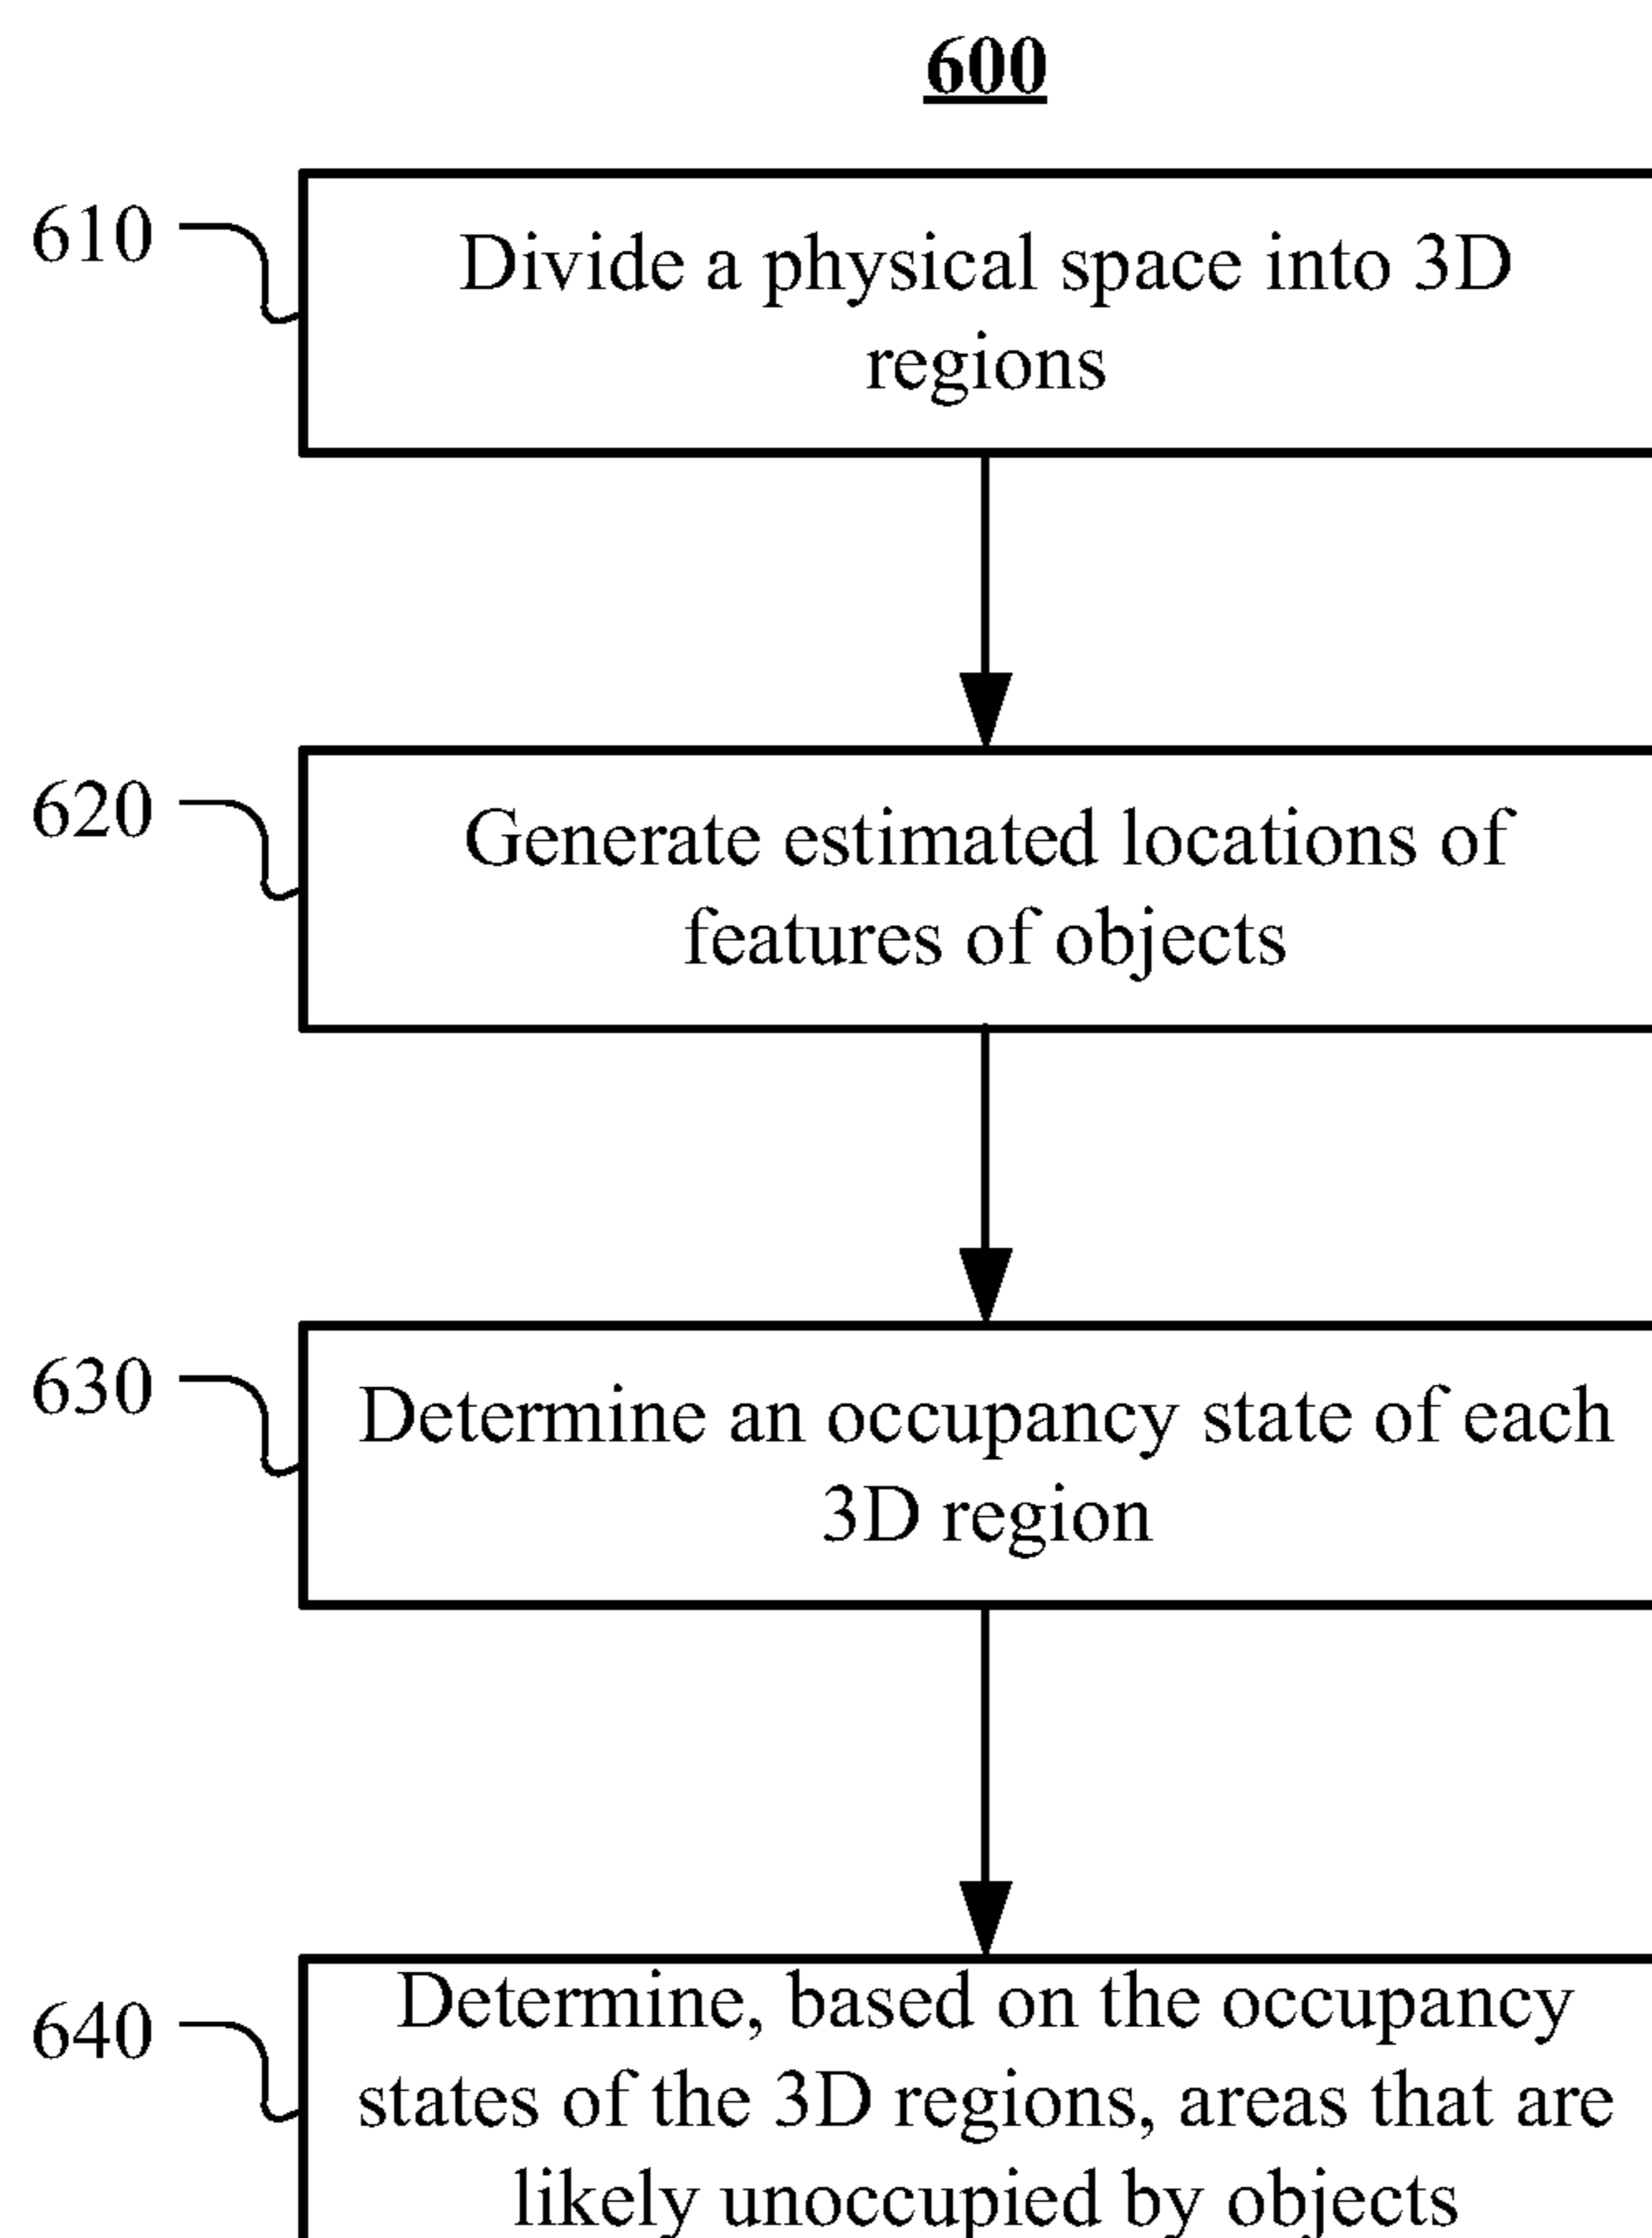 600
610
Divide a physical space into 3D
regions
620
Generate estimated locations of
features of objects
630
Determine an occupancy state of each
3D region
640
Determine, based on the occupancy
states of the 3D regions, areas that are
likely unoccupied by objects